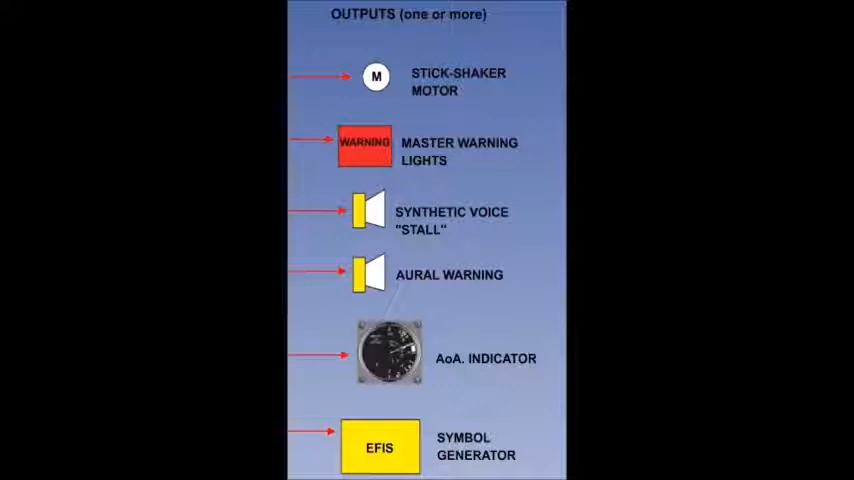 OUTPUTS (one or more)
M
STICK-SHAKER
MOTOR
WARNING
MASTER WARNING
LIGHTS
SYNTHETIC VOICE
"STALL"
AURAL WARNING
AoA. INDICATOR
EFIS
SYMBOL
GENERATOR